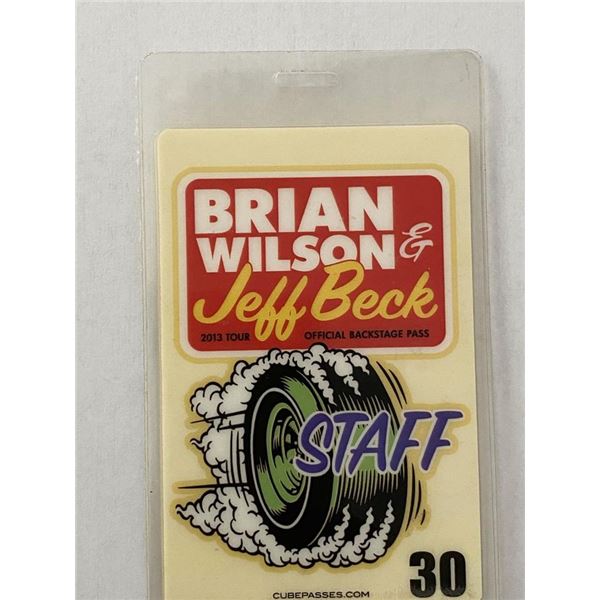 BRIAN
WILSON &
Jeff Beck
2013 TOUR OFFICIAL BACKSTAGE PASS
STAFF
CUBEPASSES.COM
30